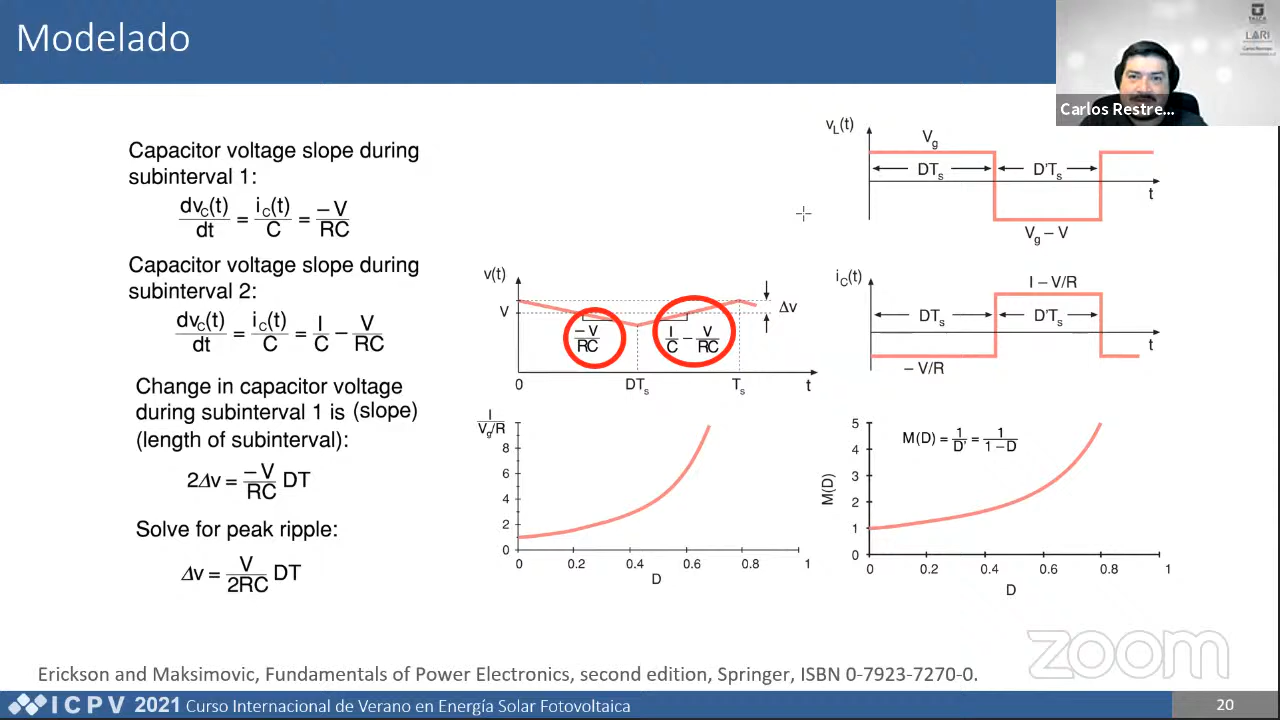 Modelado
LARI
Carlos Restre...
Capacitor voltage slope during
subinterval 1:
dv_C(t)/dt = i_C(t)/C = −V/RC
Capacitor voltage slope during
subinterval 2:
dv_C(t)/dt = i_C(t)/C = I/C − V/RC
Change in capacitor voltage
during subinterval 1 is (slope)
(length of subinterval):
2Δv = −V/RC DT
Solve for peak ripple:
Δv = V/2RC DT
v(t)
V
−V/RC
I/C − V/RC
Δv
0
DT_s
T_s
t
v_L(t)
V_g
DT_s
D'T_s
t
V_g − V
i_C(t)
I − V/R
DT_s
D'T_s
t
− V/R
I/V_g/R
8
6
4
2
0
0 0.2 0.4 0.6 0.8 1
D
M(D)
M(D) = 1/D' = 1/1−D
5
4
3
2
1
0
0 0.2 0.4 0.6 0.8 1
D
zoom
Erickson and Maksimovic, Fundamentals of Power Electronics, second edition, Springer, ISBN 0-7923-7270-0.
ICPV 2021 Curso Internacional de Verano en Energía Solar Fotovoltaica
20